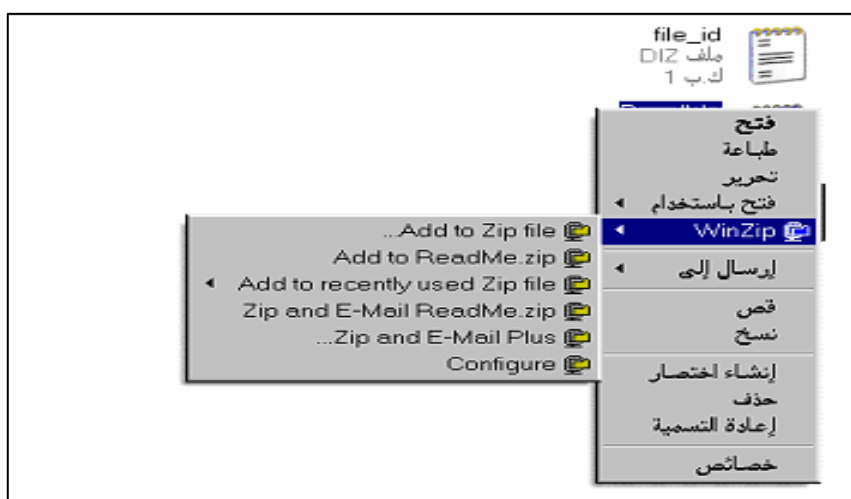 file_id
ملف DIZ
1 ك.ب
فتح
طباعة
تحرير
فتح باستخدام
WinZip
إرسال إلى
قص
نسخ
إنشاء اختصار
حذف
إعادة التسمية
خصائص
...Add to Zip file
Add to ReadMe.zip
Add to recently used Zip file
Zip and E-Mail ReadMe.zip
...Zip and E-Mail Plus
Configure